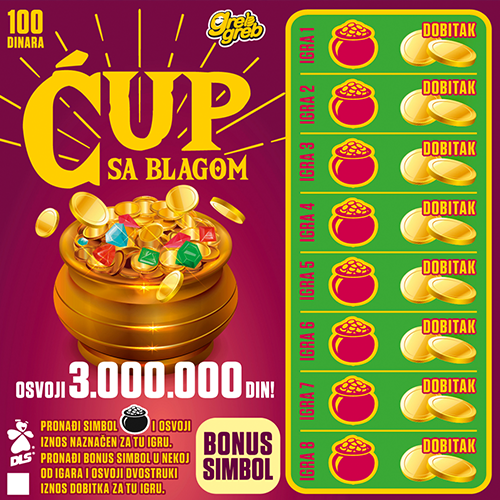 100
DINARA
greb
greb
ĆUP
SA BLAGOM
OSVOJI 3.000.000 DIN!
DLS
PRONAĐI SIMBOL I OSVOJI
IZNOS NAZNAČEN ZA TU IGRU.
PRONAĐI BONUS SIMBOL U NEKOJ
OD IGARA I OSVOJI DVOSTRUKI
IZNOS DOBITKA ZA TU IGRU.
BONUS
SIMBOL
IGRA 1
DOBITAK
IGRA 2
DOBITAK
IGRA 3
DOBITAK
IGRA 4
DOBITAK
IGRA 5
DOBITAK
IGRA 6
DOBITAK
IGRA 7
DOBITAK
IGRA 8
DOBITAK